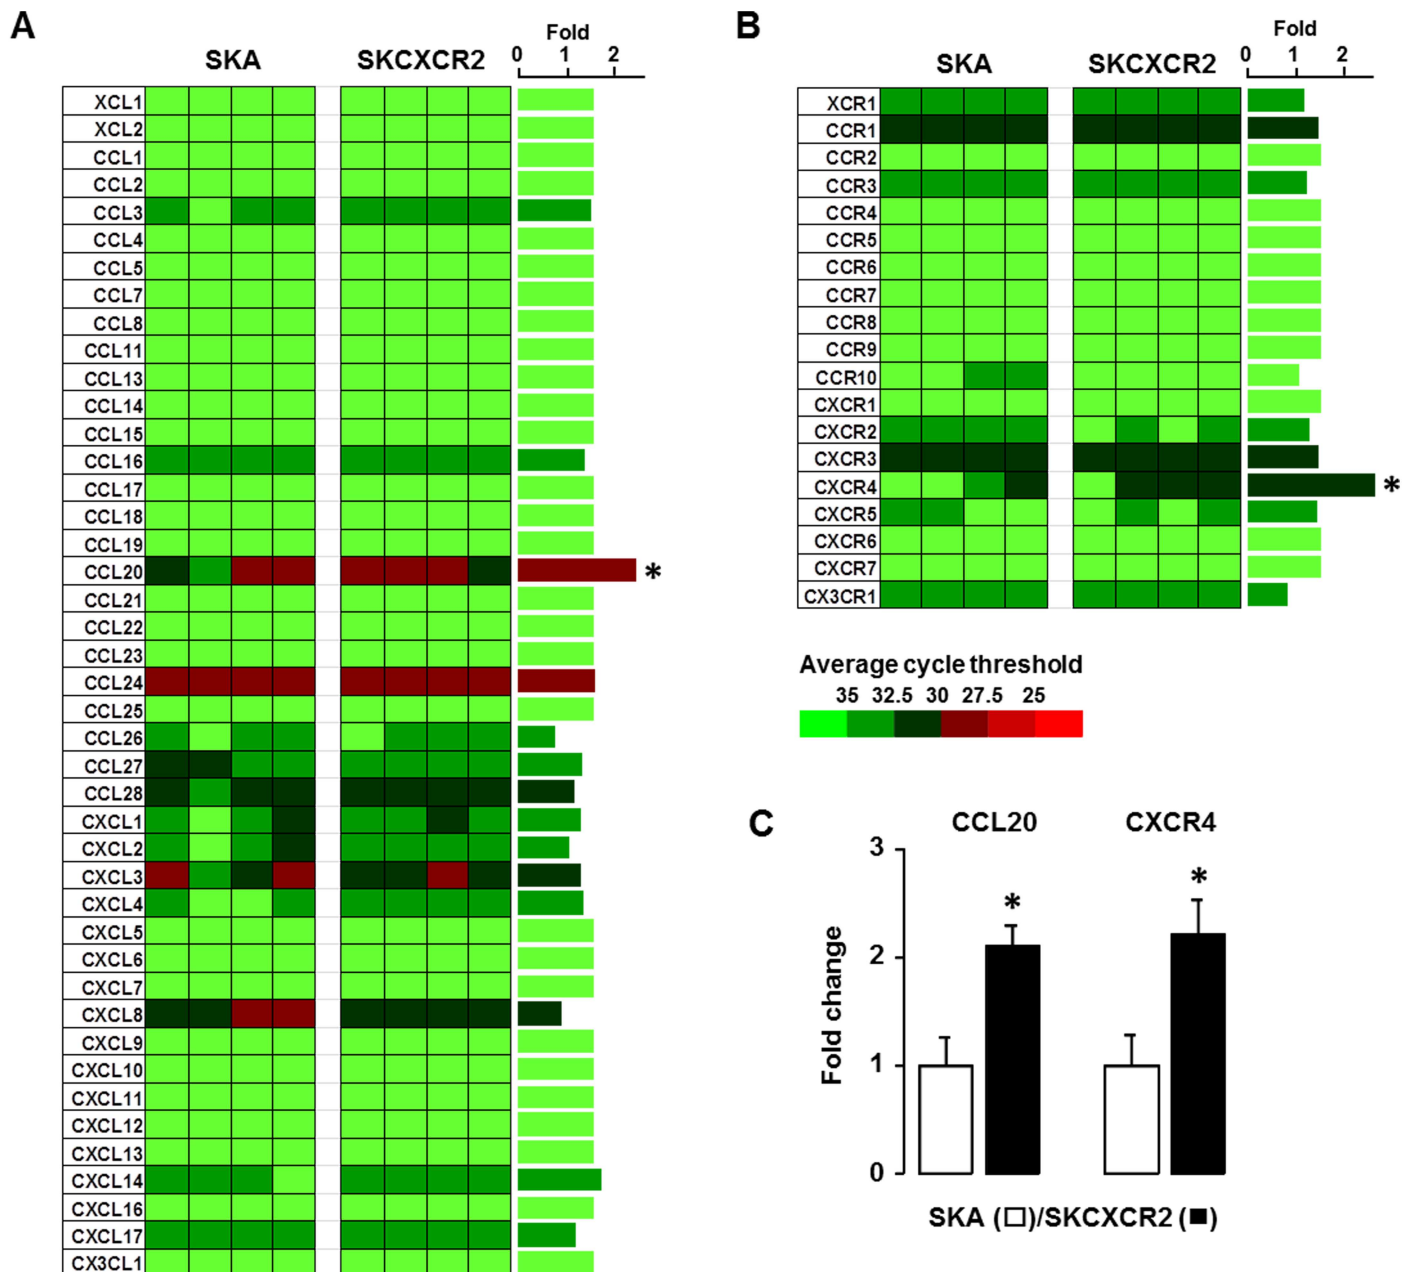 A
Fold
SKA SKCXCR2 0 1 2
XCL1
XCL2
CCL1
CCL2
CCL3
CCL4
CCL5
CCL7
CCL8
CCL11
CCL13
CCL14
CCL15
CCL16
CCL17
CCL18
CCL19
CCL20 *
CCL21
CCL22
CCL23
CCL24
CCL25
CCL26
CCL27
CCL28
CXCL1
CXCL2
CXCL3
CXCL4
CXCL5
CXCL6
CXCL7
CXCL8
CXCL9
CXCL10
CXCL11
CXCL12
CXCL13
CXCL14
CXCL16
CXCL17
CX3CL1
B
Fold
SKA SKCXCR2 0 1 2
XCR1
CCR1
CCR2
CCR3
CCR4
CCR5
CCR6
CCR7
CCR8
CCR9
CCR10
CXCR1
CXCR2
CXCR3
CXCR4 *
CXCR5
CXCR6
CXCR7
CX3CR1
Average cycle threshold
35 32.5 30 27.5 25
C
CCL20 CXCR4
Fold change
3
2
1
0
* *
SKA (□)/SKCXCR2 (■)